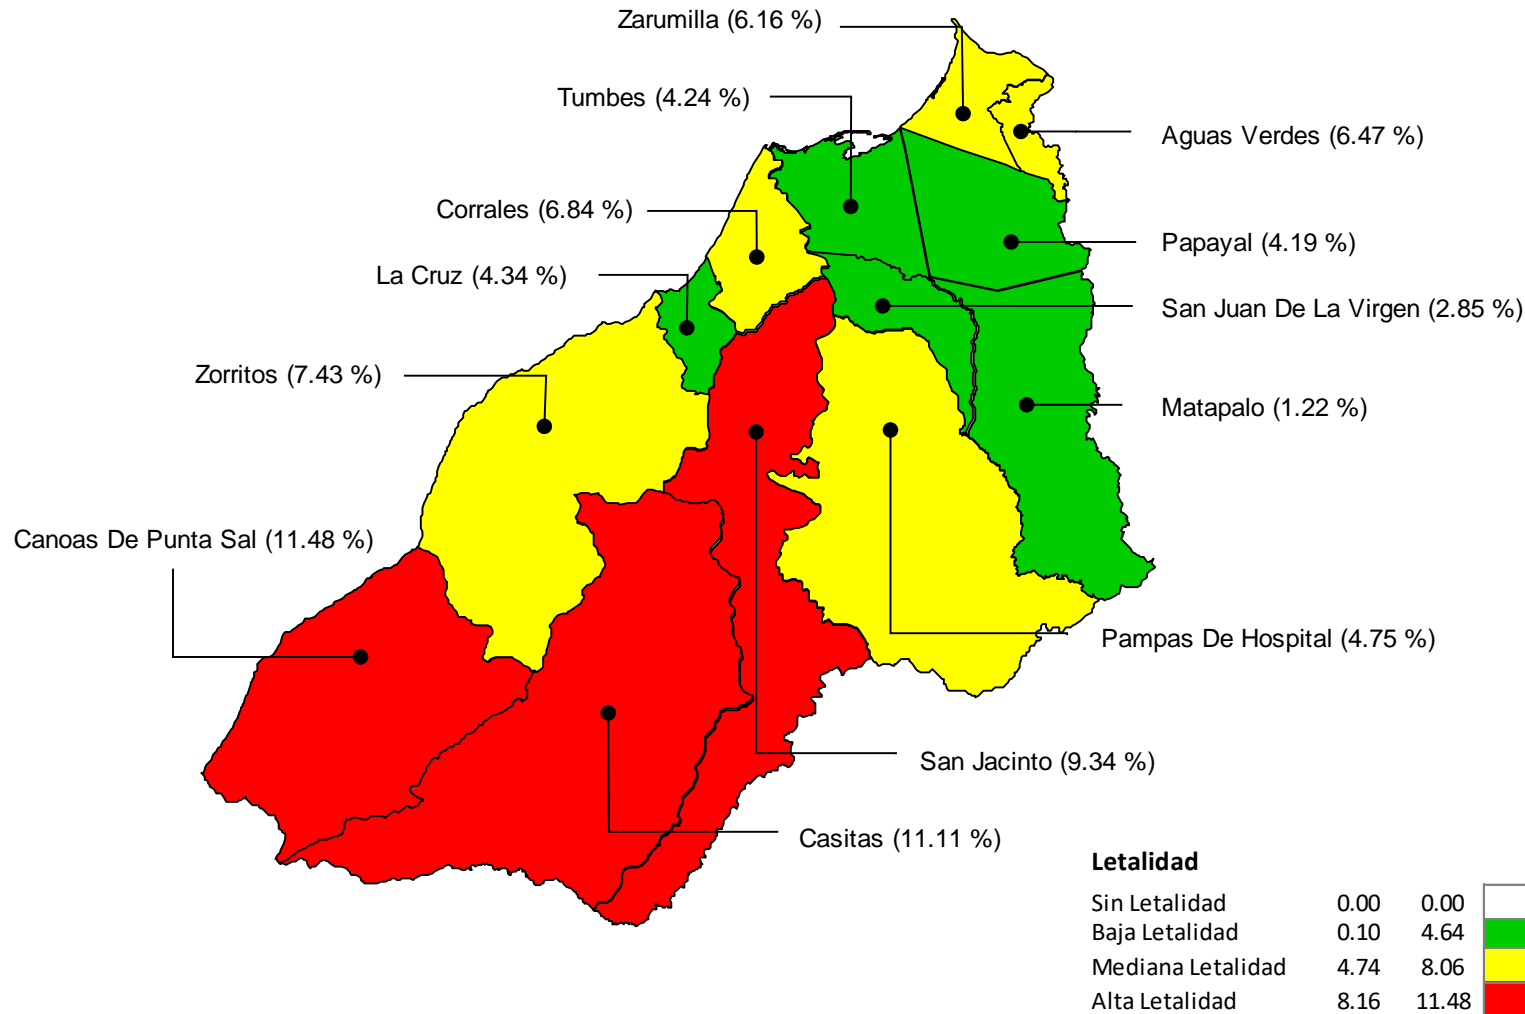 Zarumilla (6.16 %)
Tumbes (4.24 %)
Aguas Verdes (6.47 %)
Corrales (6.84 %)
Papayal (4.19 %)
La Cruz (4.34 %)
San Juan De La Virgen (2.85 %)
Zorritos (7.43 %)
Matapalo (1.22 %)
Canoas De Punta Sal (11.48 %)
Pampas De Hospital (4.75 %)
San Jacinto (9.34 %)
Casitas (11.11 %)
Letalidad
Sin Letalidad 0.00 0.00
Baja Letalidad 0.10 4.64
Mediana Letalidad 4.74 8.06
Alta Letalidad 8.16 11.48